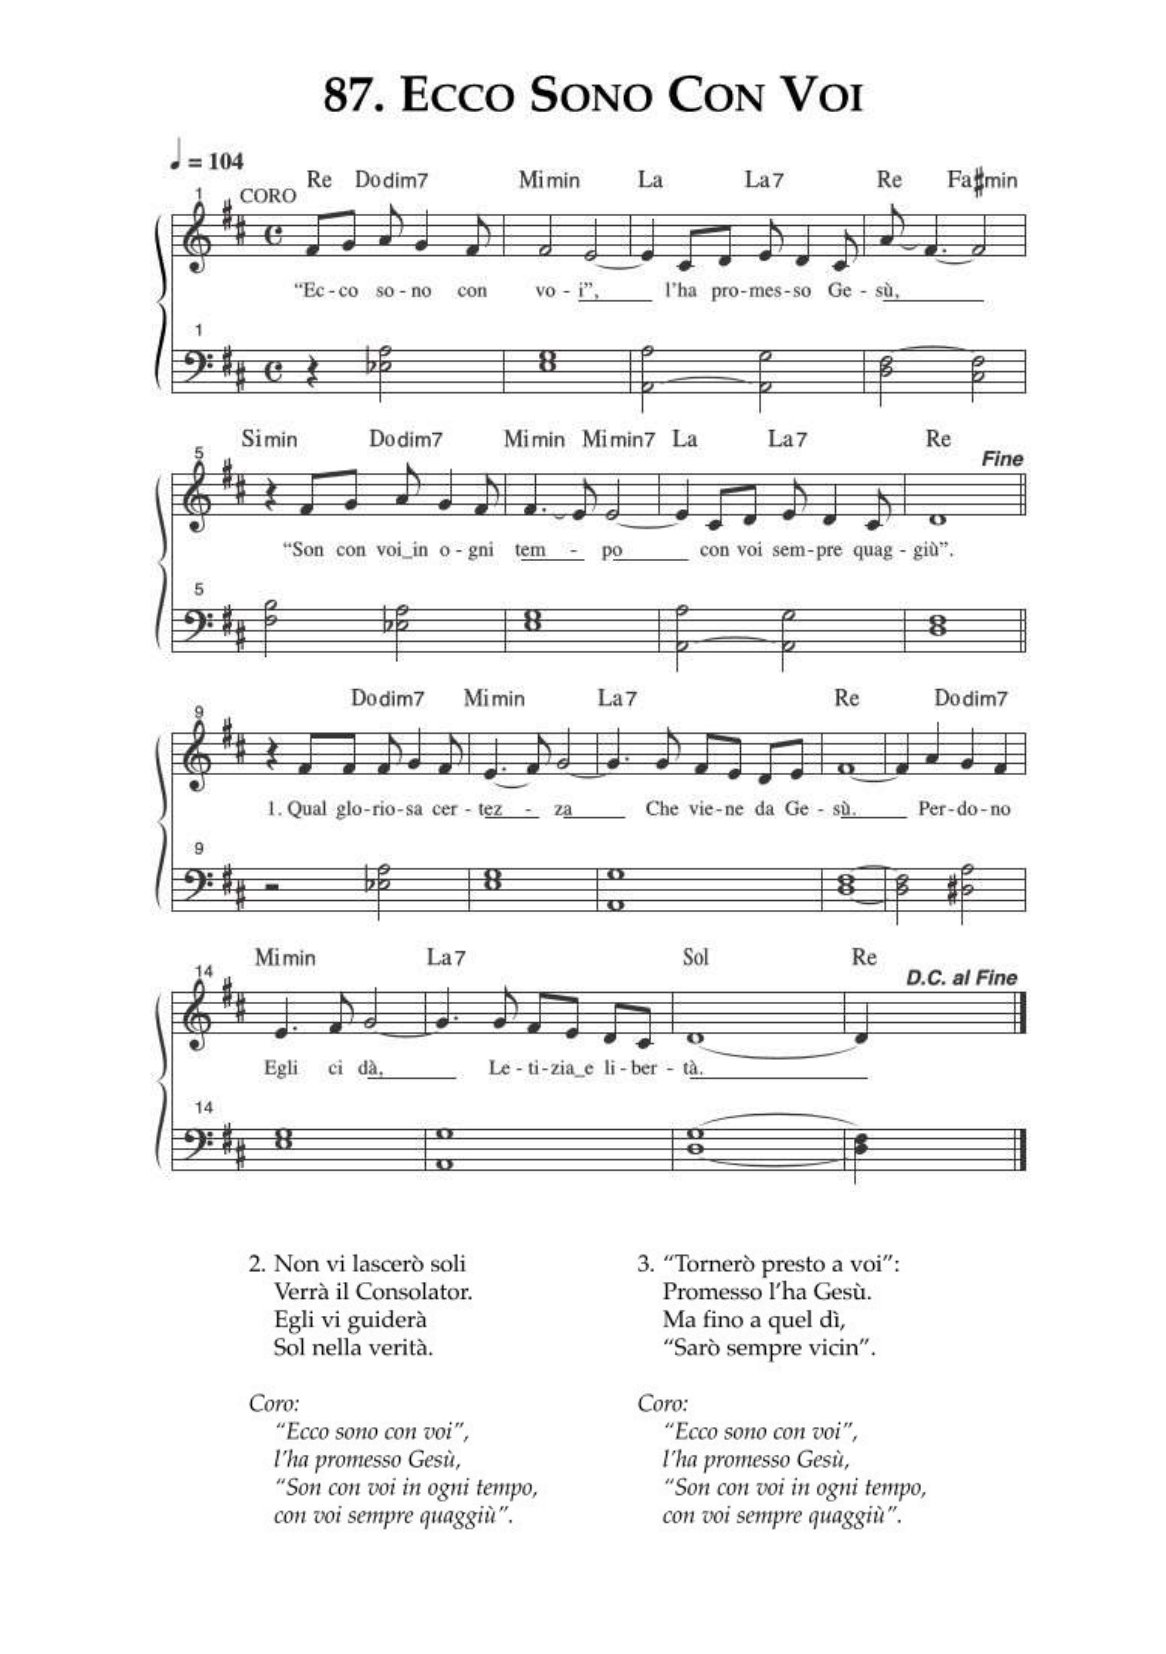 87. Ecco Sono Con Voi
♩ = 104
Re Dodim7 Mimin La La7 Re Fa♯min
1 CORO
“Ec-co so-no con vo-i”, l’ha pro-mes-so Ge-sù,
1
Simin Dodim7 Mimin Mimin7 La La7 Re
5 Fine
“Son con voi_in o-gni tem-po con voi sem-pre quag-giù”.
5
Dodim7 Mimin La7 Re Dodim7
9
1. Qual glo-rio-sa cer-tez-za Che vie-ne da Ge-sù. Per-do-no
9
Mimin La7 Sol Re
14 D.C. al Fine
Egli ci dà, Le-ti-zia_e li-ber-tà.
14
2. Non vi lascerò soli
Verrà il Consolator.
Egli vi guiderà
Sol nella verità.
Coro:
“Ecco sono con voi”,
l’ha promesso Gesù,
“Son con voi in ogni tempo,
con voi sempre quaggiù”.
3. “Tornerò presto a voi”:
Promesso l’ha Gesù.
Ma fino a quel dì,
“Sarò sempre vicin”.
Coro:
“Ecco sono con voi”,
l’ha promesso Gesù,
“Son con voi in ogni tempo,
con voi sempre quaggiù”.